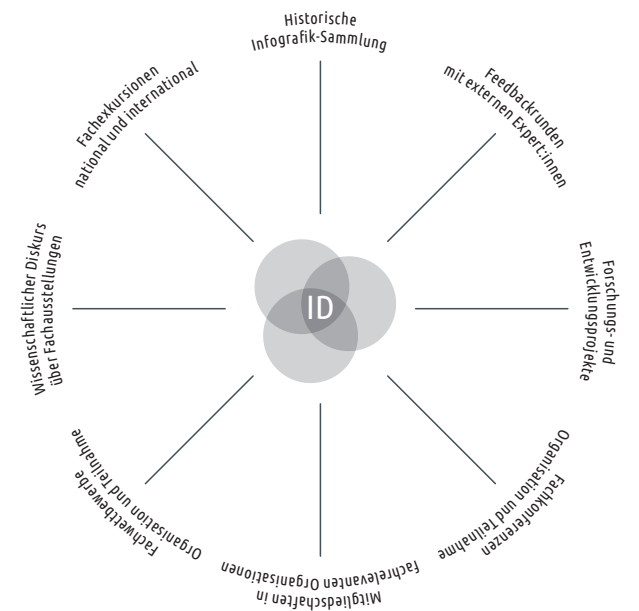 Historische
Infografik-Sammlung
Feedbackrunden
mit externen Expert:innen
Forschungs- und
Entwicklungsprojekte
Fachkonferenzen
Organisation und Teilnahme
Mitgliedschaften in
fachrelevanten Organisationen
Fachwettbewerbe
Organisation und Teilnahme
Wissenschaftlicher Diskurs
über Fachausstellungen
Fachexkursionen
national und international
ID